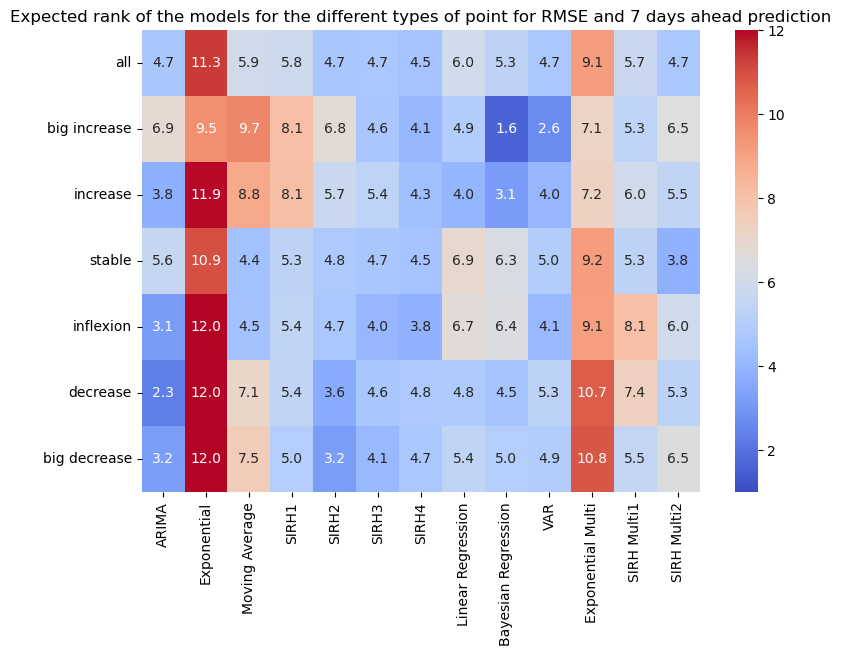 Expected rank of the models for the different types of point for RMSE and 7 days ahead prediction
all 4.7 11.3 5.9 5.8 4.7 4.7 4.5 6.0 5.3 4.7 9.1 5.7 4.7
big increase 6.9 9.5 9.7 8.1 6.8 4.6 4.1 4.9 1.6 2.6 7.1 5.3 6.5
increase 3.8 11.9 8.8 8.1 5.7 5.4 4.3 4.0 3.1 4.0 7.2 6.0 5.5
stable 5.6 10.9 4.4 5.3 4.8 4.7 4.5 6.9 6.3 5.0 9.2 5.3 3.8
inflexion 3.1 12.0 4.5 5.4 4.7 4.0 3.8 6.7 6.4 4.1 9.1 8.1 6.0
decrease 2.3 12.0 7.1 5.4 3.6 4.6 4.8 4.8 4.5 5.3 10.7 7.4 5.3
big decrease 3.2 12.0 7.5 5.0 3.2 4.1 4.7 5.4 5.0 4.9 10.8 5.5 6.5
ARIMA
Exponential
Moving Average
SIRH1
SIRH2
SIRH3
SIRH4
Linear Regression
Bayesian Regression
VAR
Exponential Multi
SIRH Multi1
SIRH Multi2
12
10
8
6
4
2